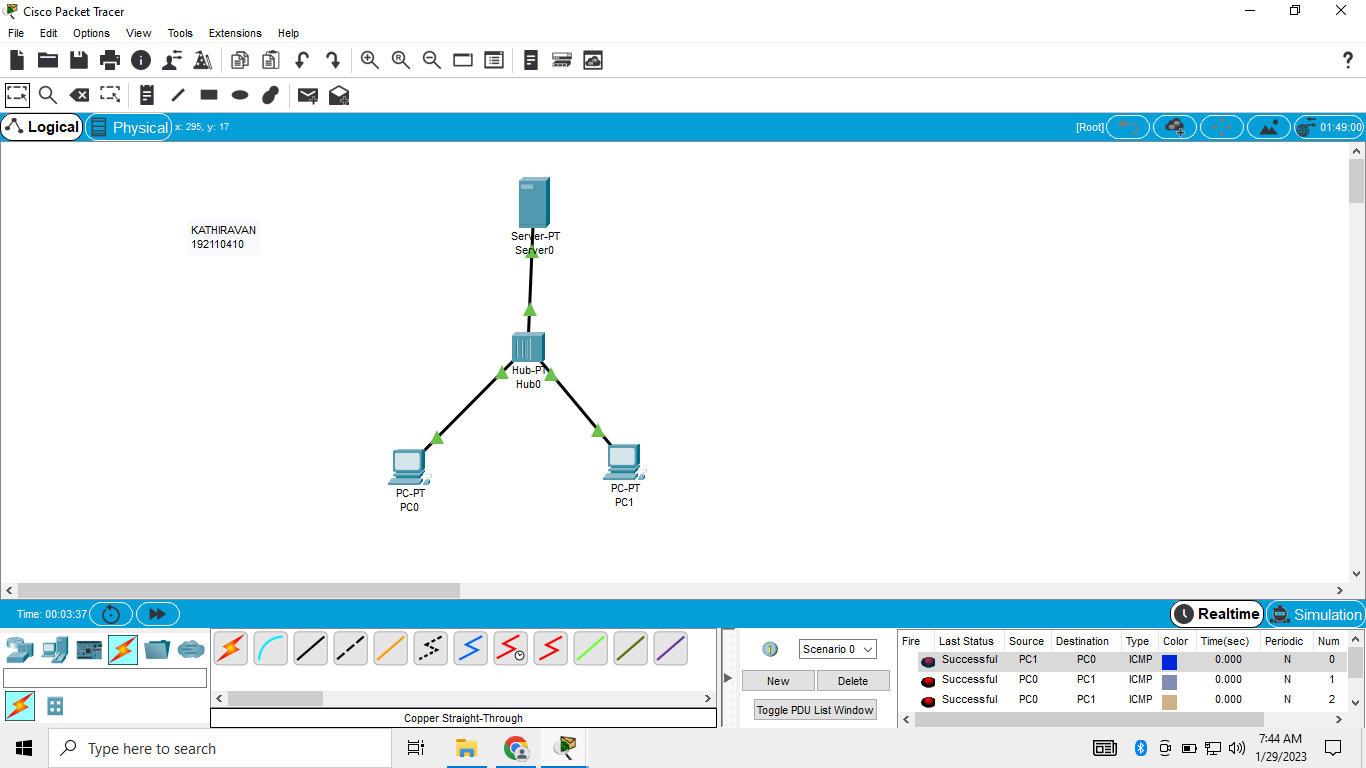 Cisco Packet Tracer
File Edit Options View Tools Extensions Help
Logical Physical x: 295, y: 17 [Root] 01:49:00
KATHIRAVAN
192110410
Server-PT
Server0
Hub-PT
Hub0
PC-PT
PC0
PC-PT
PC1
Time: 00:03:37 Realtime Simulation
Scenario 0
New Delete
Toggle PDU List Window
Copper Straight-Through
Fire Last Status Source Destination Type Color Time(sec) Periodic Num
Successful PC1 PC0 ICMP 0.000 N 0
Successful PC0 PC1 ICMP 0.000 N 1
Successful PC0 PC1 ICMP 0.000 N 2
Type here to search
7:44 AM
1/29/2023